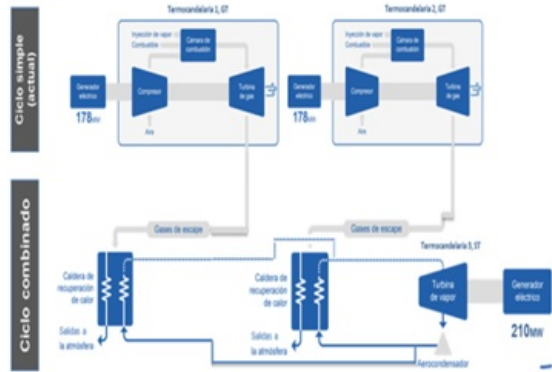 Ciclo simple
(actual)
Termocandelaria 1, GT
Inyección de vapor
Combustible
Cámara de
combustión
Generador
eléctrico
178MW
Compresor
Turbina
de gas
Aire
Termocandelaria 2, GT
Inyección de vapor
Combustible
Cámara de
combustión
Generador
eléctrico
178MW
Compresor
Turbina
de gas
Aire
Ciclo combinado
Gases de escape
Gases de escape
Caldera de
recuperación
de calor
Salidas a
la atmósfera
Caldera de
recuperación
de calor
Salidas a
la atmósfera
Termocandelaria 3, ST
Turbina
de vapor
Generador
eléctrico
210MW
Aerocondensador